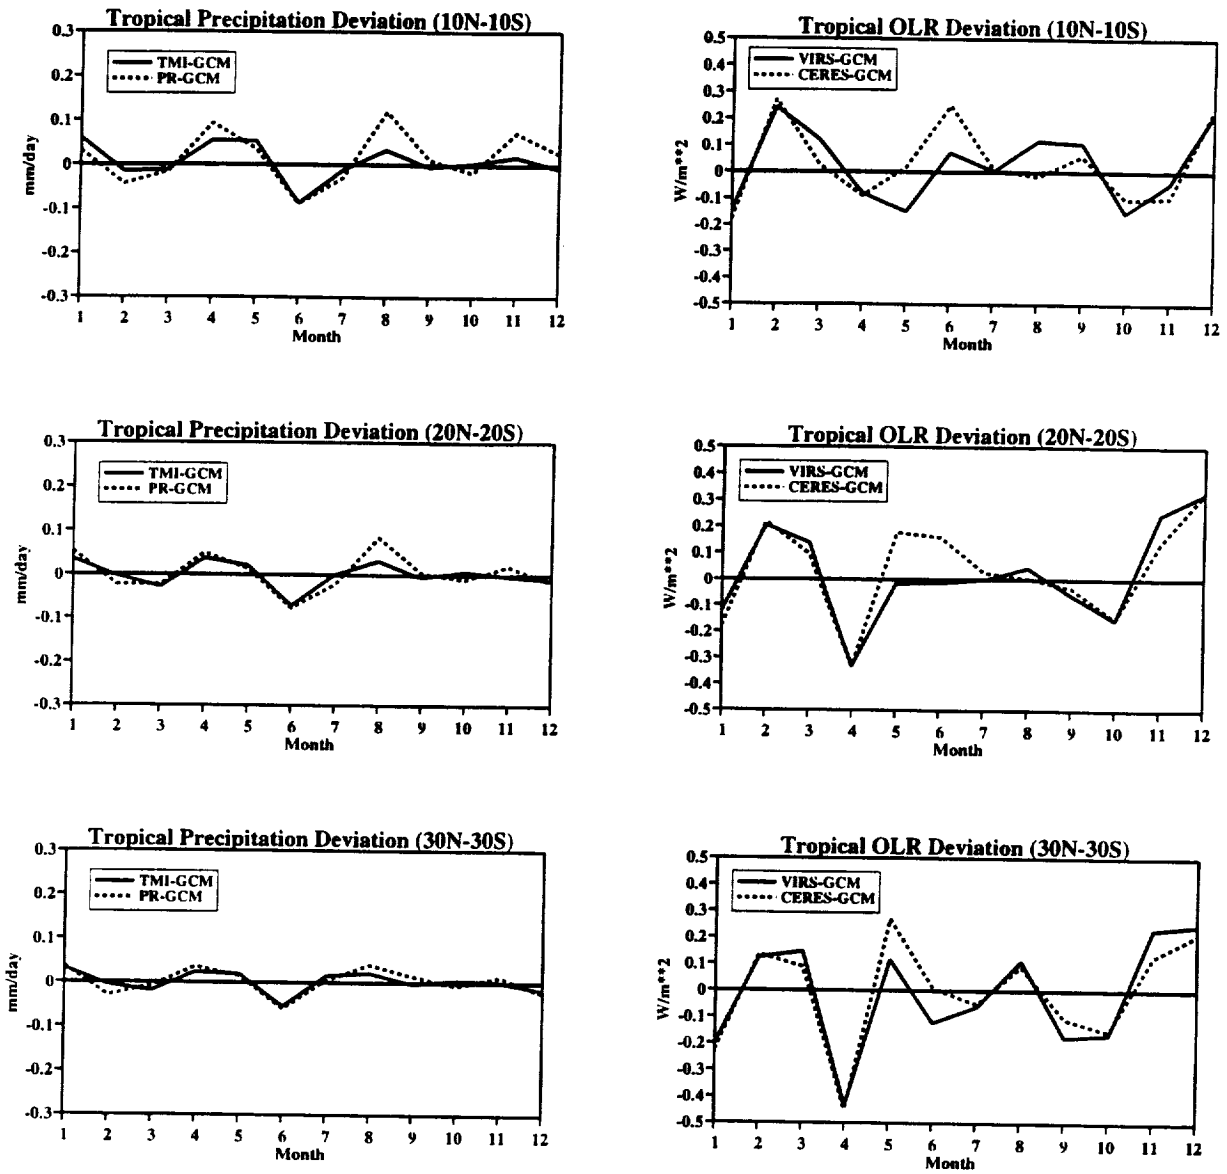 Tropical Precipitation Deviation (10N-10S)
0.3
0.2
0.1
0
-0.1
-0.2
-0.3
mm/day
TMI-GCM
PR-GCM
1 2 3 4 5 6 7 8 9 10 11 12
Month
Tropical OLR Deviation (10N-10S)
0.5
0.4
0.3
0.2
0.1
0
-0.1
-0.2
-0.3
-0.4
-0.5
W/m**2
VIRS-GCM
CERES-GCM
1 2 3 4 5 6 7 8 9 10 11 12
Month
Tropical Precipitation Deviation (20N-20S)
0.3
0.2
0.1
0
-0.1
-0.2
-0.3
mm/day
TMI-GCM
PR-GCM
1 2 3 4 5 6 7 8 9 10 11 12
Month
Tropical OLR Deviation (20N-20S)
0.5
0.4
0.3
0.2
0.1
0
-0.1
-0.2
-0.3
-0.4
-0.5
W/m**2
VIRS-GCM
CERES-GCM
1 2 3 4 5 6 7 8 9 10 11 12
Month
Tropical Precipitation Deviation (30N-30S)
0.3
0.2
0.1
0
-0.1
-0.2
-0.3
mm/day
TMI-GCM
PR-GCM
1 2 3 4 5 6 7 8 9 10 11 12
Month
Tropical OLR Deviation (30N-30S)
0.5
0.4
0.3
0.2
0.1
0
-0.1
-0.2
-0.3
-0.4
-0.5
W/m**2
VIRS-GCM
CERES-GCM
1 2 3 4 5 6 7 8 9 10 11 12
Month